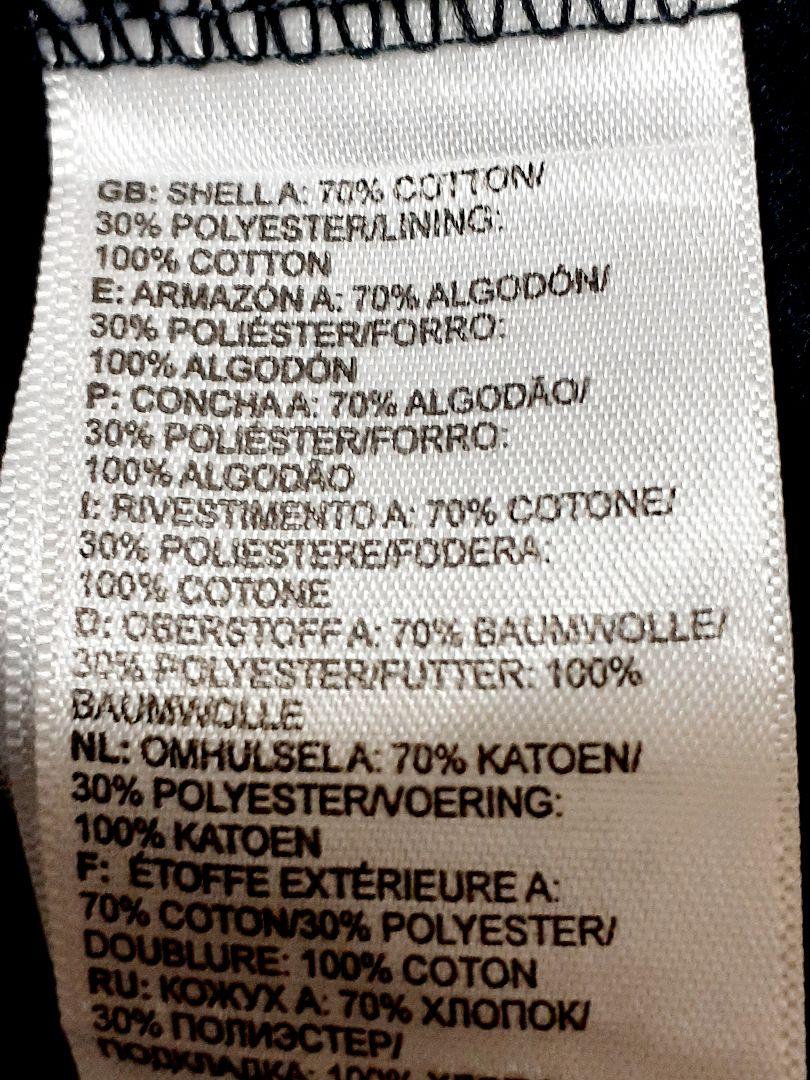 GB: SHELL A: 70% COTTON/
30% POLYESTER/LINING:
100% COTTON
E: ARMAZÓN A: 70% ALGODÓN/
30% POLIÉSTER/FORRO:
100% ALGODÓN
P: CONCHA A: 70% ALGODÃO/
30% POLIÉSTER/FORRO:
100% ALGODÃO
I: RIVESTIMENTO A: 70% COTONE/
30% POLIESTERE/FODERA:
100% COTONE
D: OBERSTOFF A: 70% BAUMWOLLE/
30% POLYESTER/FUTTER: 100%
BAUMWOLLE
NL: OMHULSEL A: 70% KATOEN/
30% POLYESTER/VOERING:
100% KATOEN
F: ÉTOFFE EXTÉRIEURE A:
70% COTON/30% POLYESTER/
DOUBLURE: 100% COTON
RU: КОЖУХ A: 70% ХЛОПОК/
30% ПОЛИЭСТЕР/
ПОДКЛАДКА: 100% ХЛОПОК